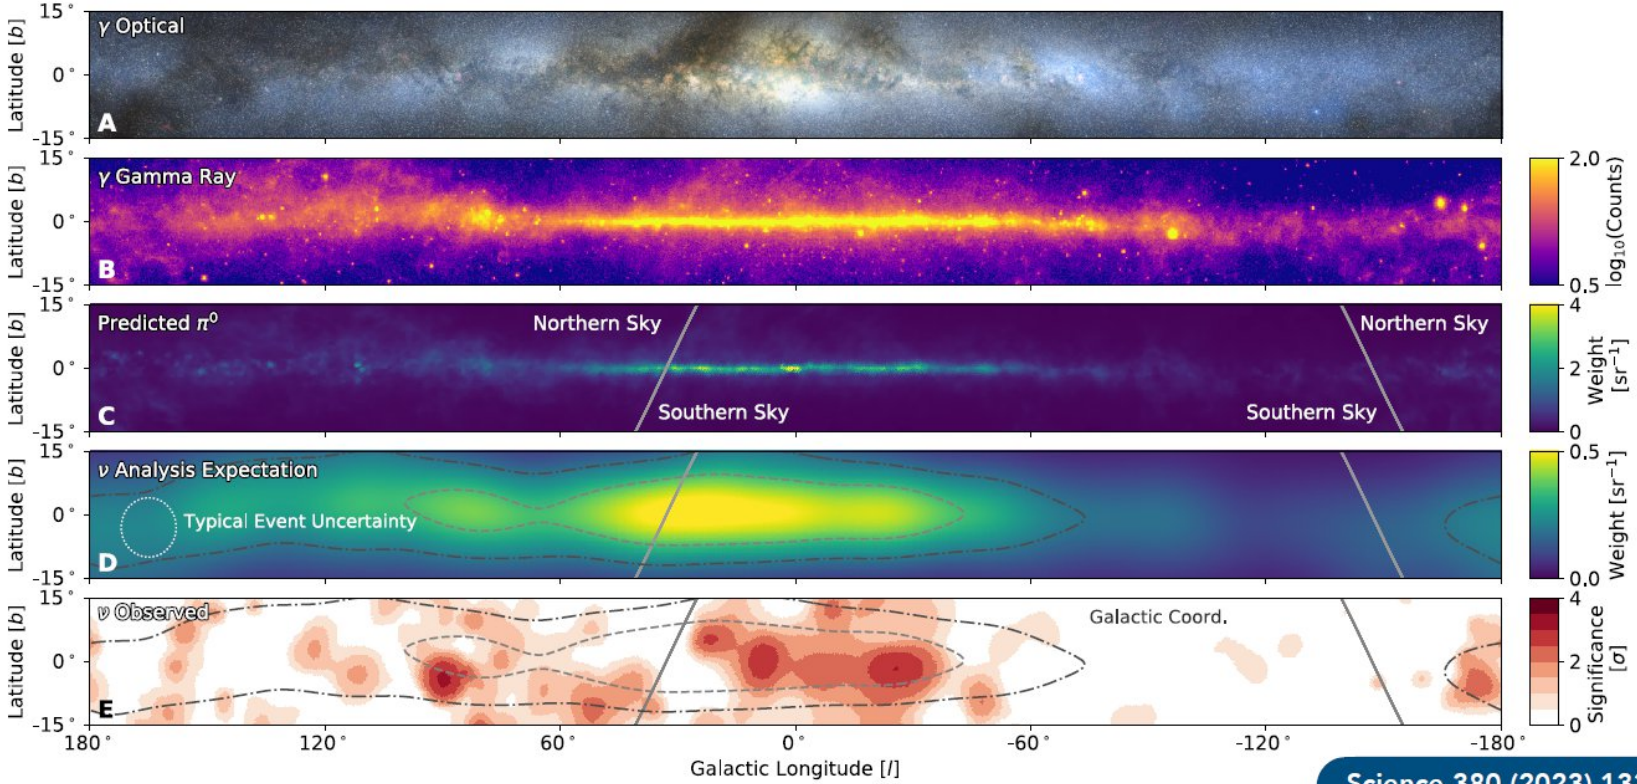 15°
γ Optical
Latitude [b]
0°
A
-15°
15°
γ Gamma Ray
Latitude [b]
0°
B
-15°
2.0
log₁₀(Counts)
0.5
15°
Predicted π⁰
Northern Sky
Northern Sky
Latitude [b]
0°
C
Southern Sky
Southern Sky
-15°
4
2
0
Weight
[sr⁻¹]
15°
ν Analysis Expectation
Latitude [b]
0°
Typical Event Uncertainty
D
-15°
0.5
0.0
Weight [sr⁻¹]
15°
ν Observed
Galactic Coord.
Latitude [b]
0°
E
-15°
4
2
0
Significance
[σ]
180°
120°
60°
0°
-60°
-120°
-180°
Galactic Longitude [l]
Science 380 (2023)